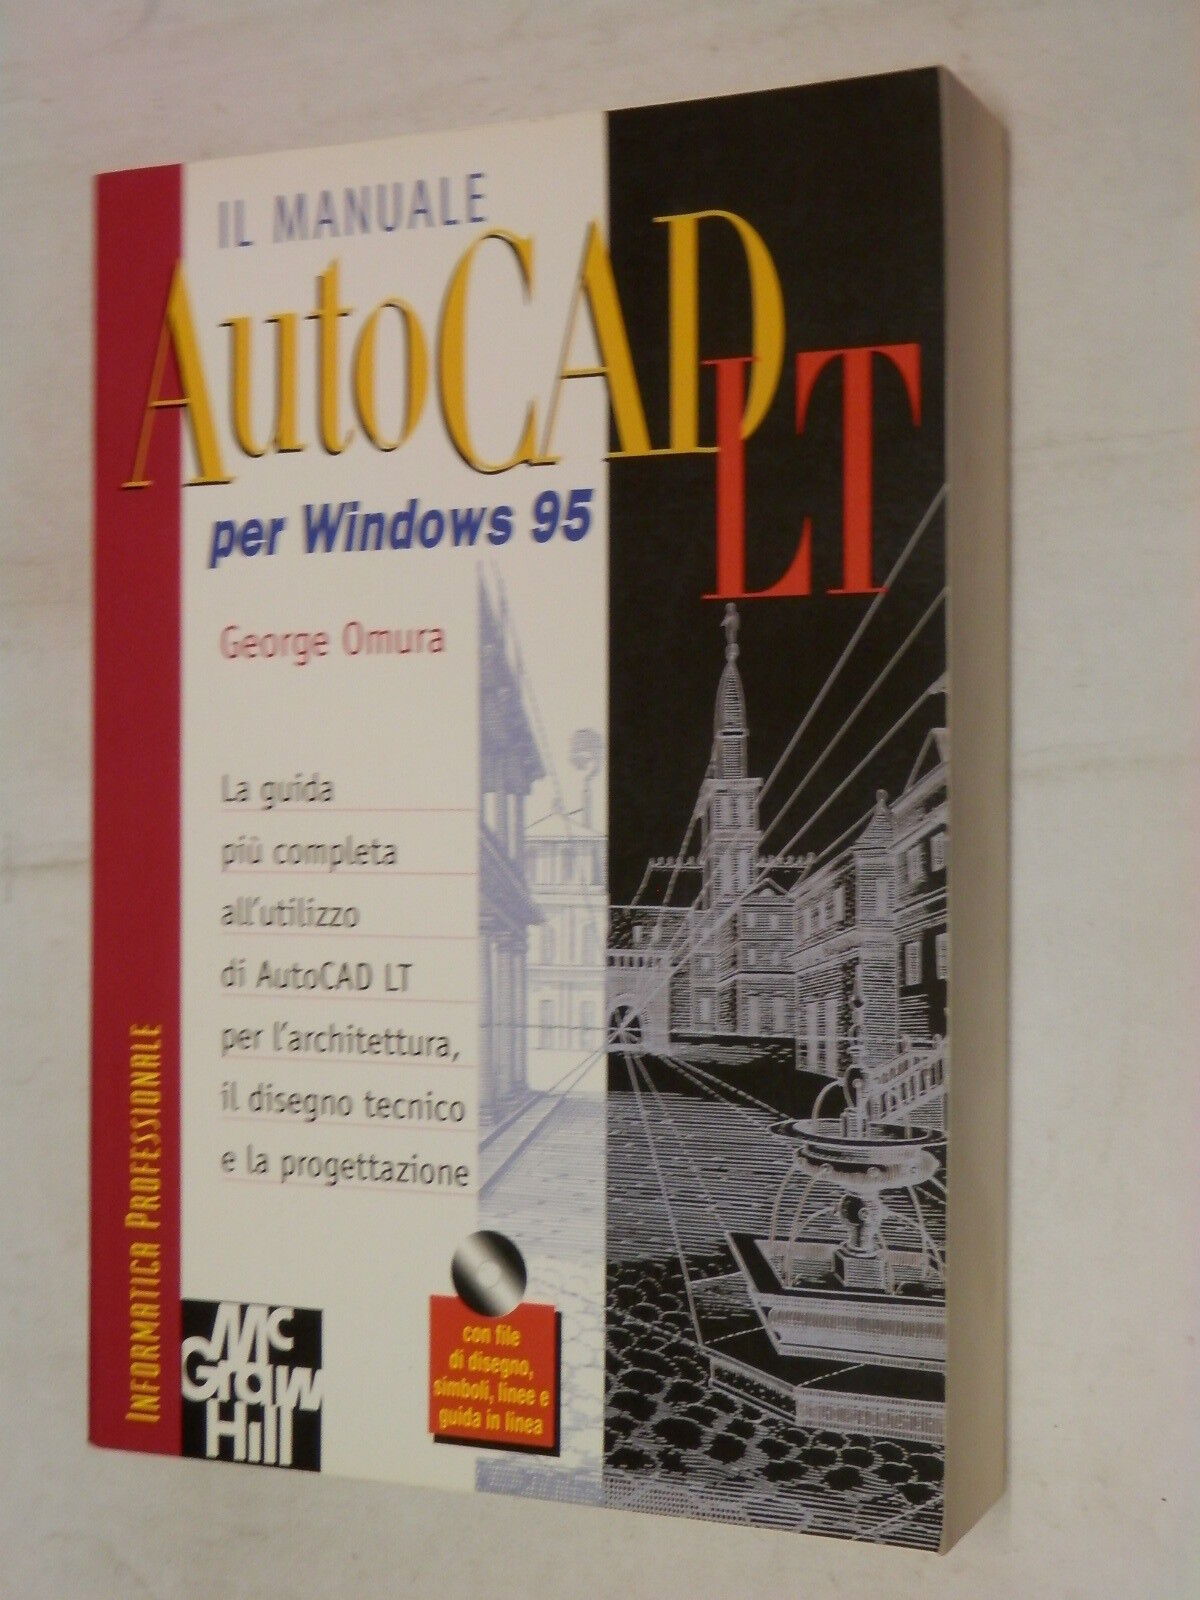 IL MANUALE
AutoCAD
LT
per Windows 95
George Omura
La guida
più completa
all'utilizzo
di AutoCAD LT
per l'architettura,
il disegno tecnico
e la progettazione
INFORMATICA PROFESSIONALE
Mc
Graw
Hill
con file
di disegno,
simboli, linee e
guida in linea